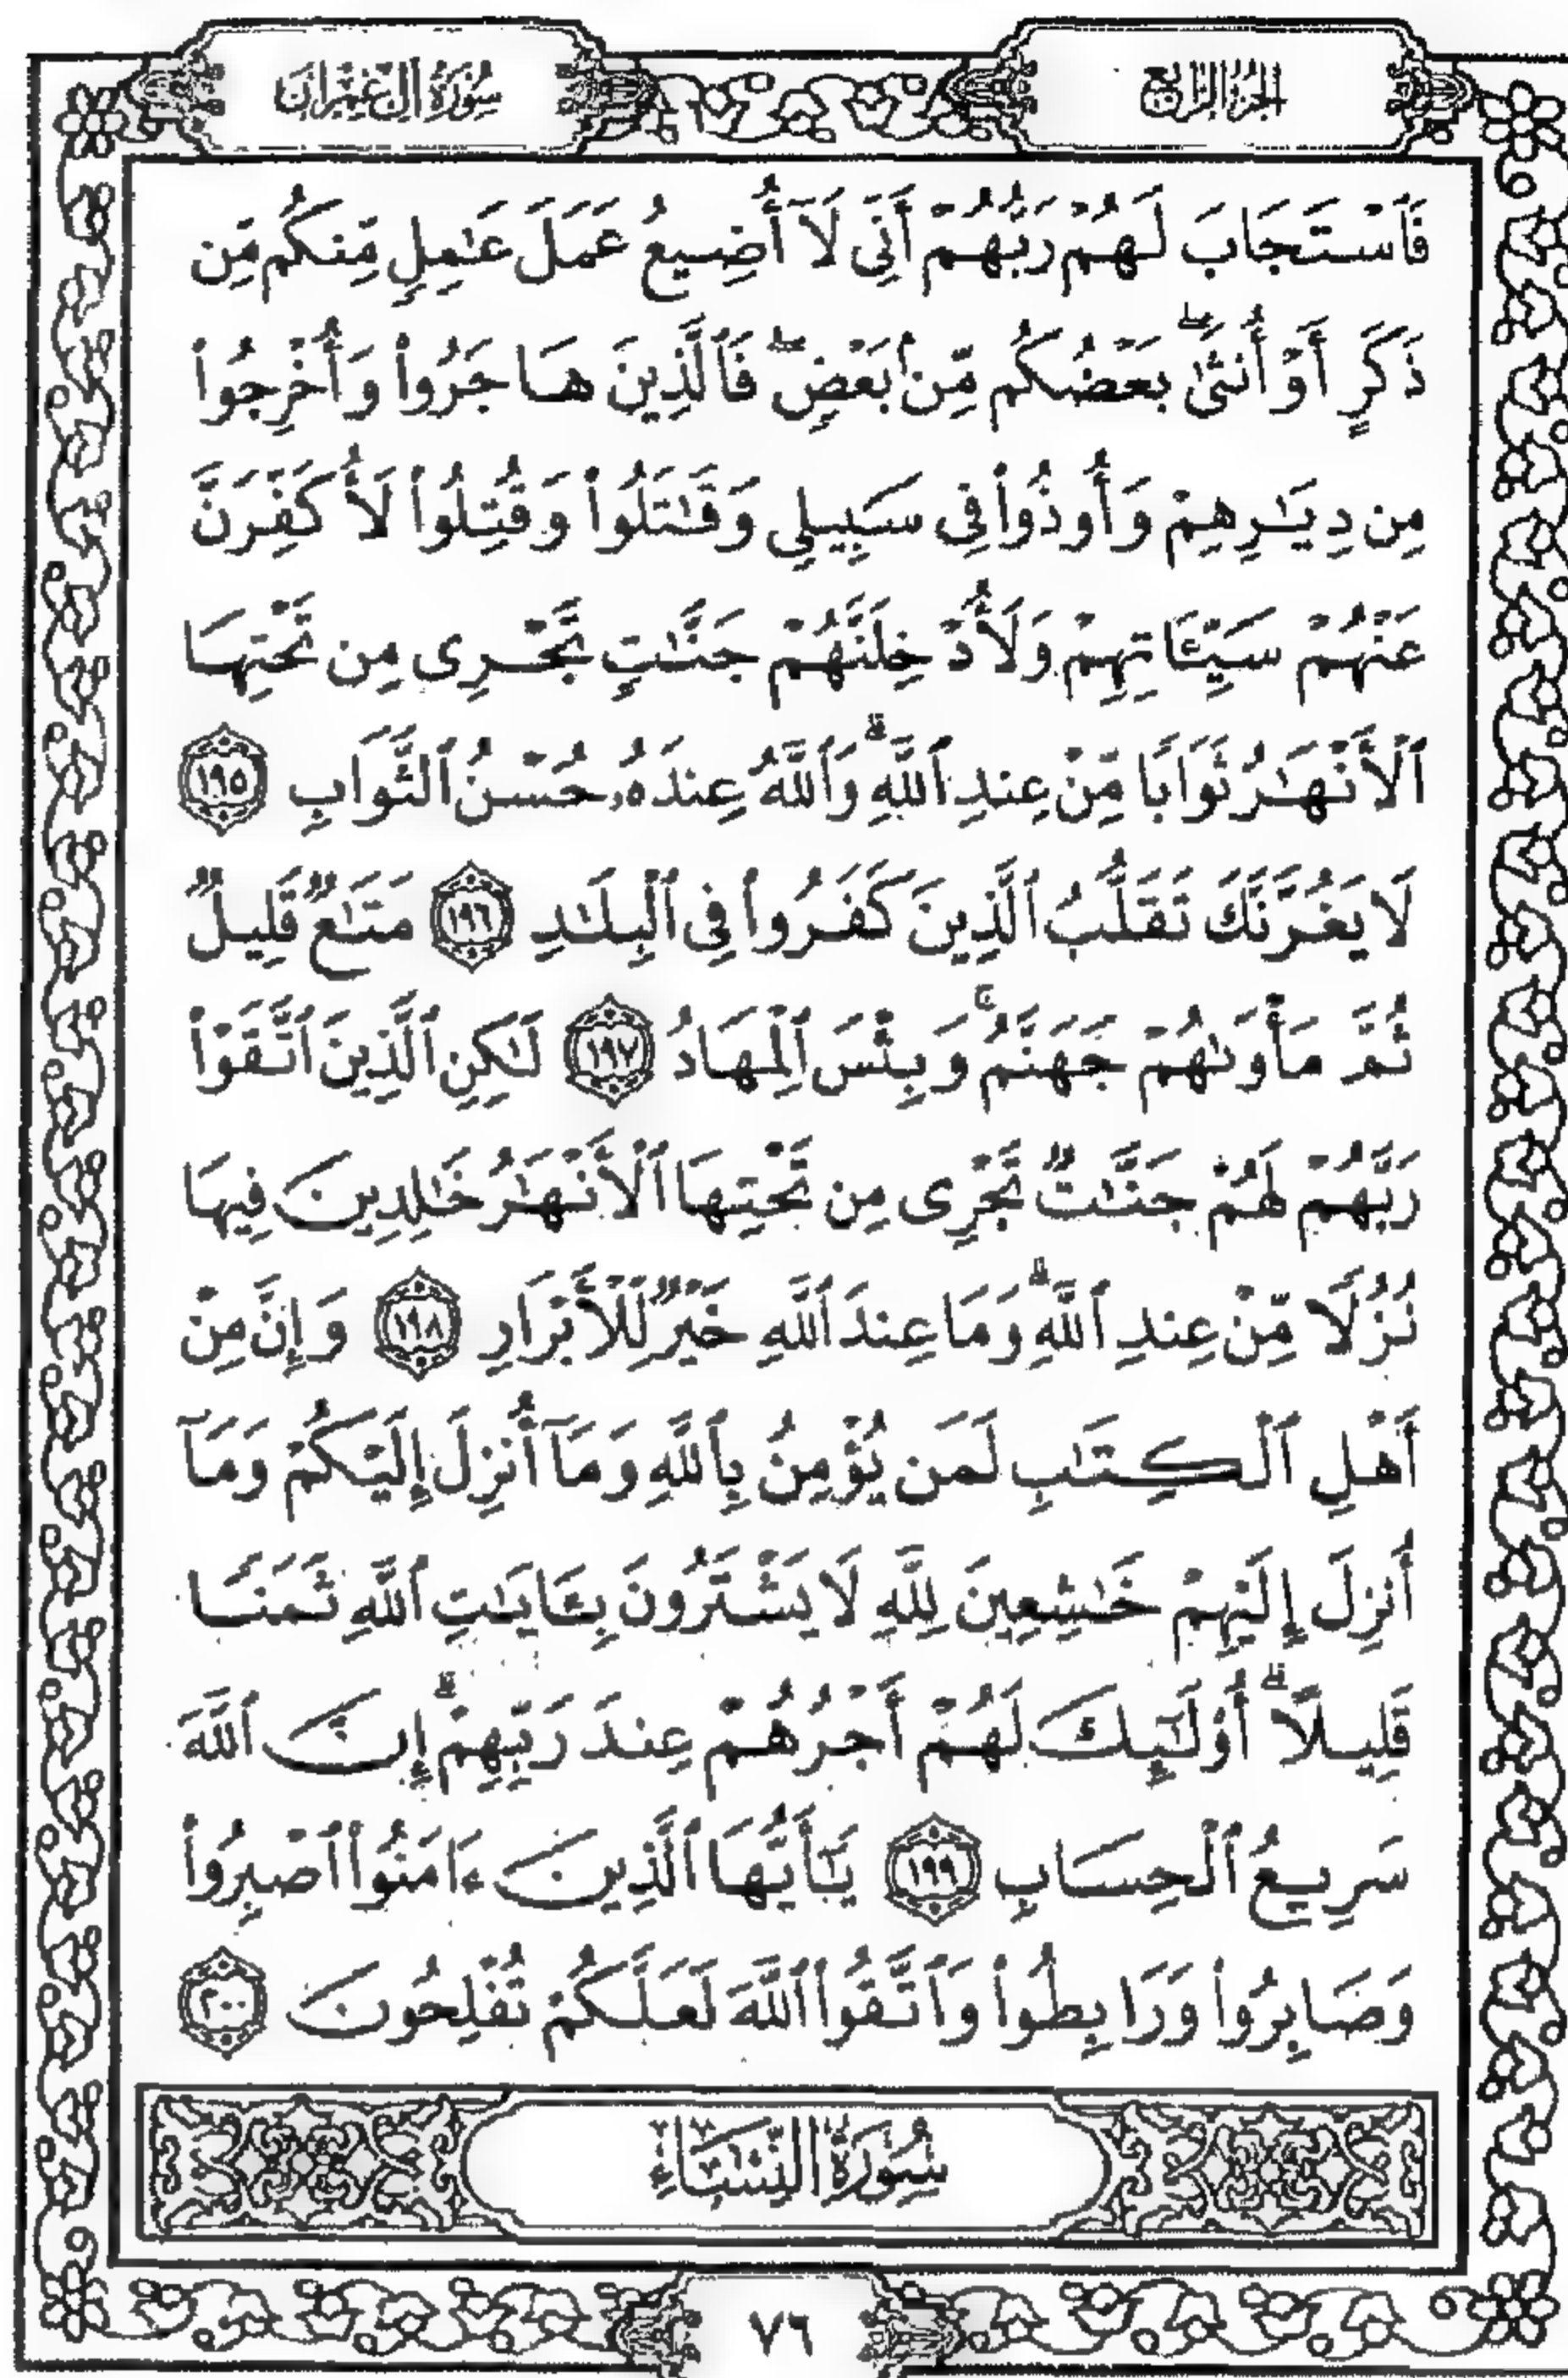 الجزء الرابع
سورة آل عمران
فَٱسْتَجَابَ لَهُمْ رَبُّهُمْ أَنِّى لَآ أُضِيعُ عَمَلَ عَٰمِلٍ مِّنكُم مِّن
ذَكَرٍ أَوْ أُنثَىٰۖ بَعْضُكُم مِّنۢ بَعْضٍۖ فَٱلَّذِينَ هَاجَرُوا۟ وَأُخْرِجُوا۟
مِن دِيَٰرِهِمْ وَأُوذُوا۟ فِى سَبِيلِى وَقَٰتَلُوا۟ وَقُتِلُوا۟ لَأُكَفِّرَنَّ
عَنْهُمْ سَيِّـَٔاتِهِمْ وَلَأُدْخِلَنَّهُمْ جَنَّٰتٍ تَجْرِى مِن تَحْتِهَا
ٱلْأَنْهَٰرُ ثَوَابًا مِّنْ عِندِ ٱللَّهِۗ وَٱللَّهُ عِندَهُۥ حُسْنُ ٱلثَّوَابِ ١٩٥
لَا يَغُرَّنَّكَ تَقَلُّبُ ٱلَّذِينَ كَفَرُوا۟ فِى ٱلْبِلَٰدِ ١٩٦ مَتَٰعٌ قَلِيلٌ
ثُمَّ مَأْوَىٰهُمْ جَهَنَّمُۚ وَبِئْسَ ٱلْمِهَادُ ١٩٧ لَٰكِنِ ٱلَّذِينَ ٱتَّقَوْا۟
رَبَّهُمْ لَهُمْ جَنَّٰتٌ تَجْرِى مِن تَحْتِهَا ٱلْأَنْهَٰرُ خَٰلِدِينَ فِيهَا
نُزُلًا مِّنْ عِندِ ٱللَّهِۗ وَمَا عِندَ ٱللَّهِ خَيْرٌ لِّلْأَبْرَارِ ١٩٨ وَإِنَّ مِنْ
أَهْلِ ٱلْكِتَٰبِ لَمَن يُؤْمِنُ بِٱللَّهِ وَمَآ أُنزِلَ إِلَيْكُمْ وَمَآ
أُنزِلَ إِلَيْهِمْ خَٰشِعِينَ لِلَّهِ لَا يَشْتَرُونَ بِـَٔايَٰتِ ٱللَّهِ ثَمَنًا
قَلِيلًاۗ أُو۟لَٰٓئِكَ لَهُمْ أَجْرُهُمْ عِندَ رَبِّهِمْۗ إِنَّ ٱللَّهَ
سَرِيعُ ٱلْحِسَابِ ١٩٩ يَٰٓأَيُّهَا ٱلَّذِينَ ءَامَنُوا۟ ٱصْبِرُوا۟
وَصَابِرُوا۟ وَرَابِطُوا۟ وَٱتَّقُوا۟ ٱللَّهَ لَعَلَّكُمْ تُفْلِحُونَ ٢٠٠
سُورَةُ النِّسَاءِ
٧٦